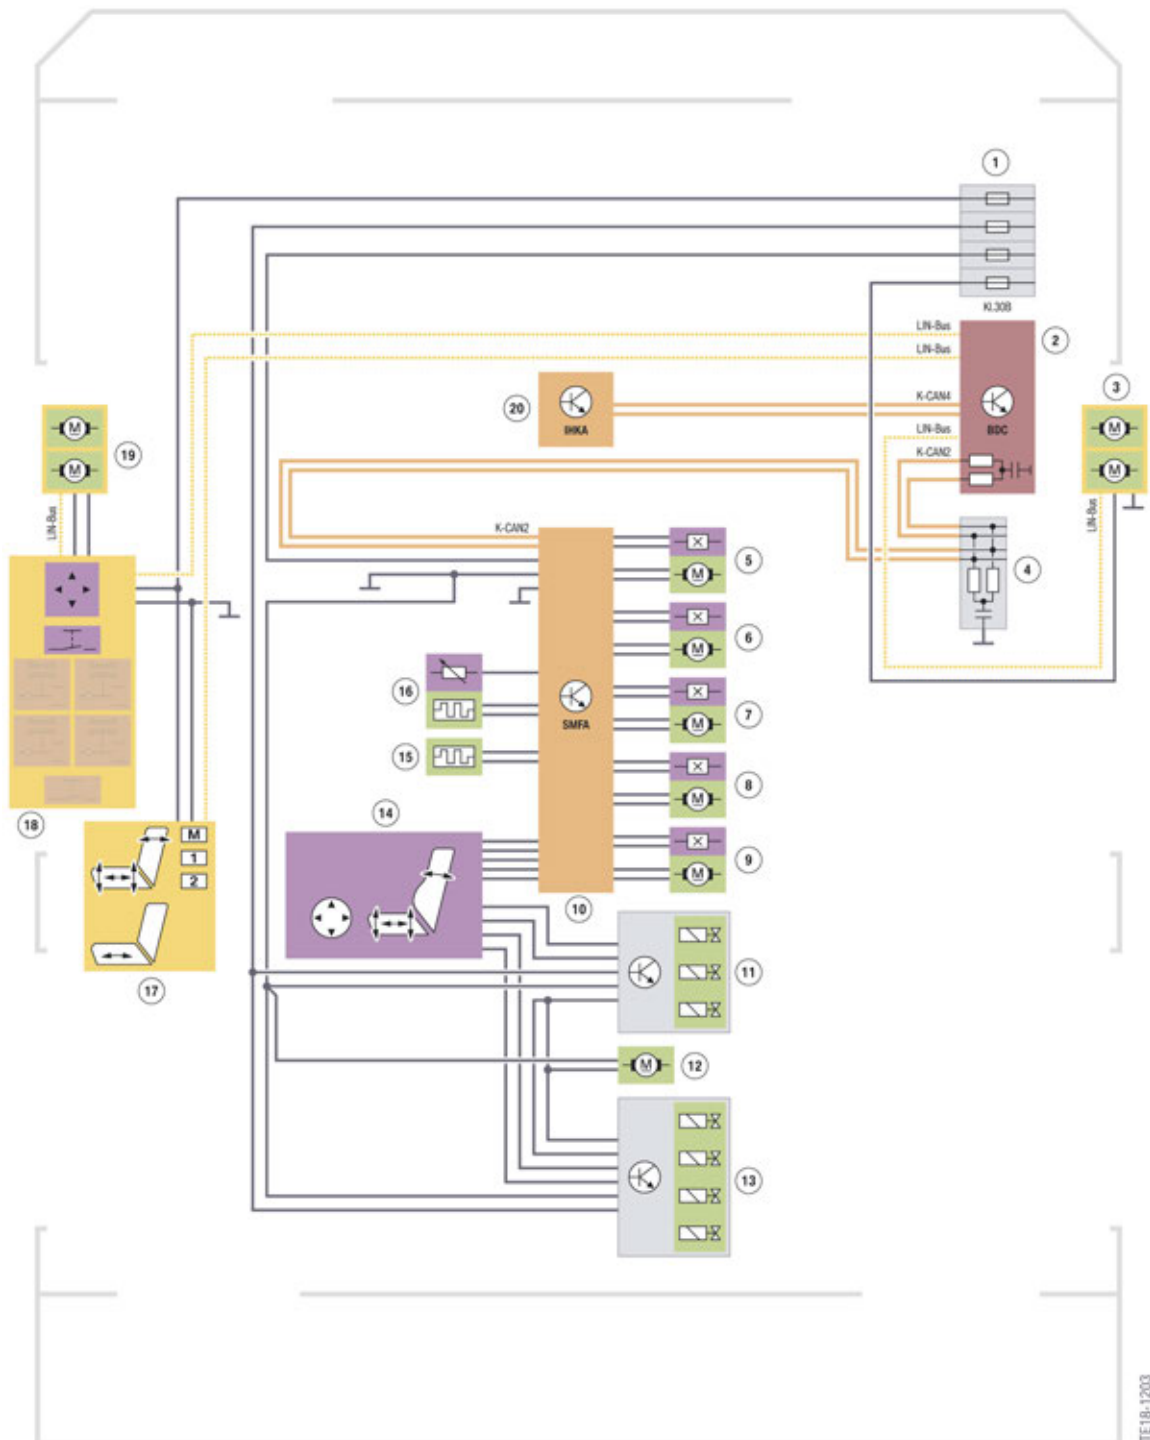 1
KI.30B
LIN-Bus
2
LIN-Bus
3
20
IHKA
K-CAN4
BDC
LIN-Bus
K-CAN2
M
M
19
M
M
LIN-Bus
LIN-Bus
K-CAN2
4
5
M
6
M
16
SMFA
7
M
15
8
M
18
14
9
M
M
1
2
10
17
11
12
M
13
TE18-1203